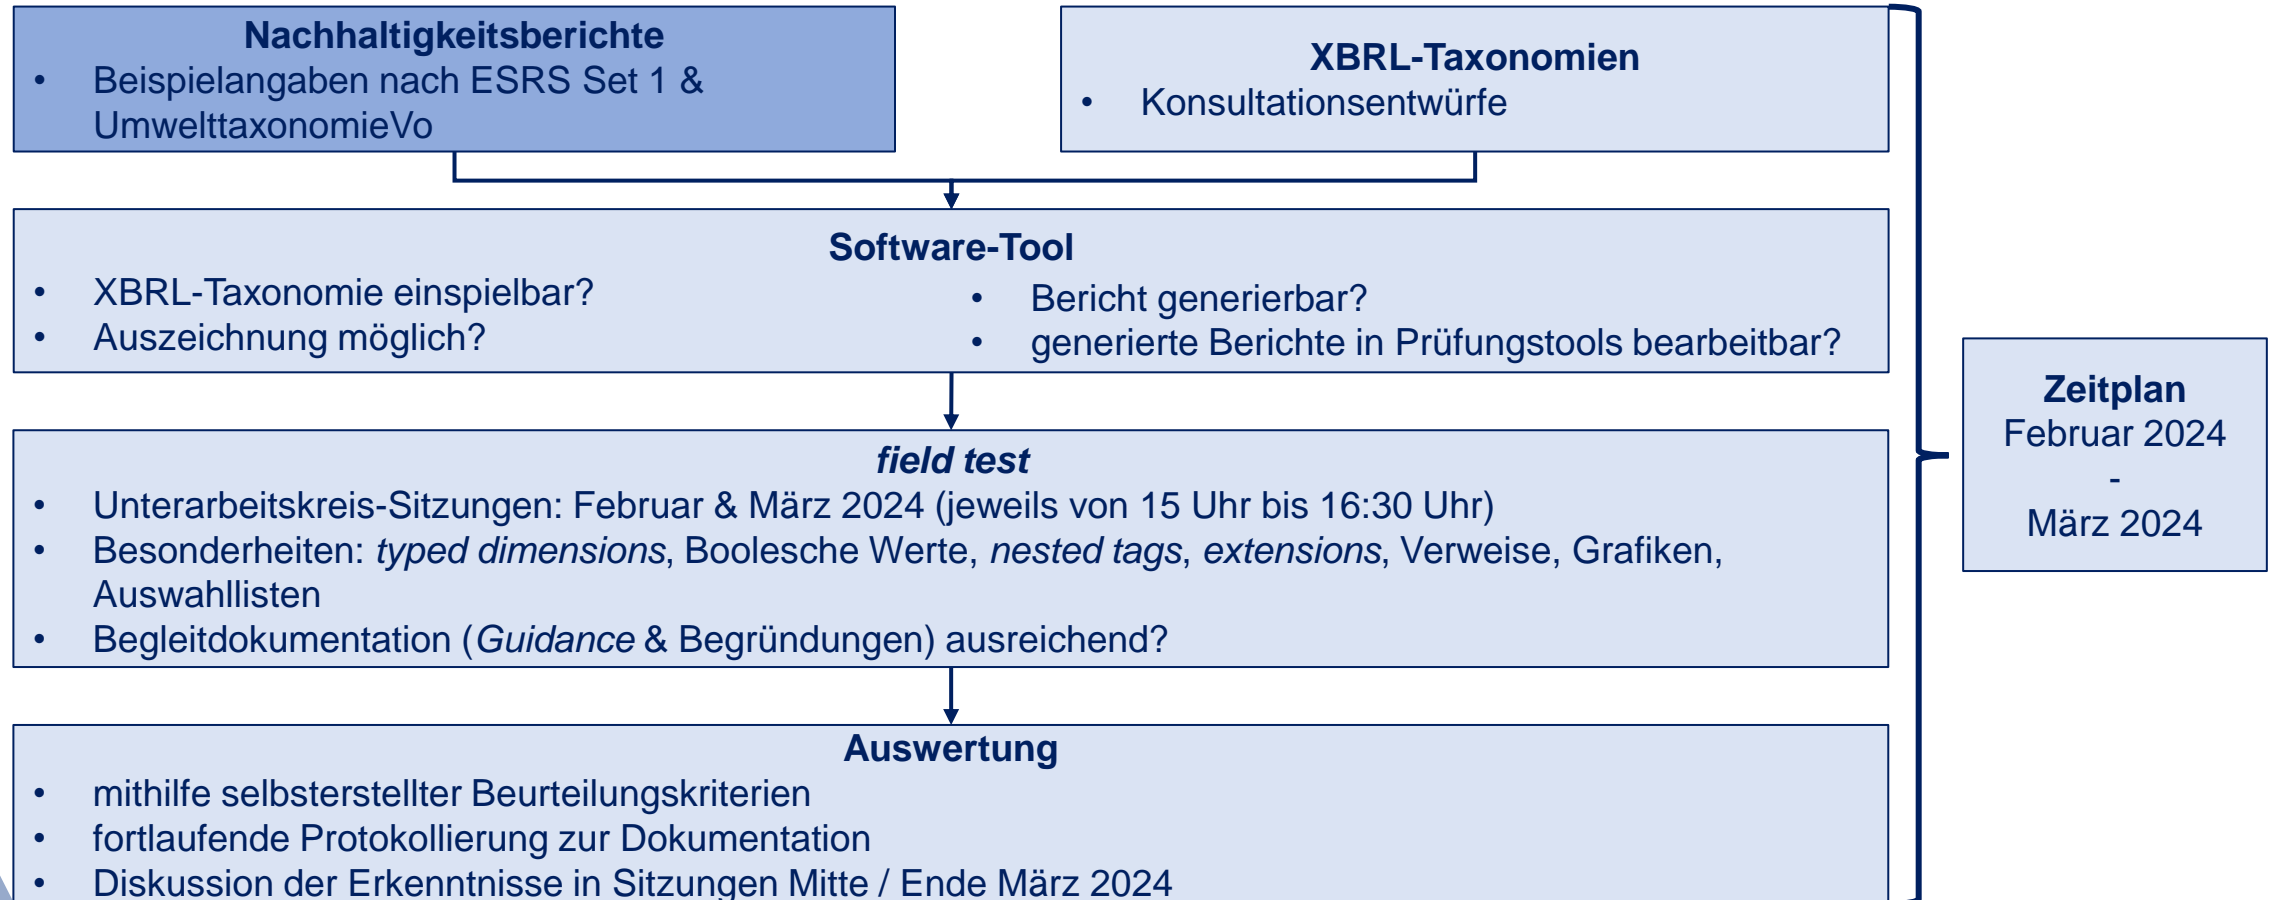 Nachhaltigkeitsberichte
• Beispielangaben nach ESRS Set 1 &
UmwelttaxonomieVo
XBRL-Taxonomien
• Konsultationsentwürfe
Software-Tool
• XBRL-Taxonomie einspielbar?
• Auszeichnung möglich?
• Bericht generierbar?
• generierte Berichte in Prüfungstools bearbeitbar?
field test
• Unterarbeitskreis-Sitzungen: Februar & März 2024 (jeweils von 15 Uhr bis 16:30 Uhr)
• Besonderheiten: typed dimensions, Boolesche Werte, nested tags, extensions, Verweise, Grafiken,
Auswahllisten
• Begleitdokumentation (Guidance & Begründungen) ausreichend?
Auswertung
• mithilfe selbsterstellter Beurteilungskriterien
• fortlaufende Protokollierung zur Dokumentation
• Diskussion der Erkenntnisse in Sitzungen Mitte / Ende März 2024
Zeitplan
Februar 2024
-
März 2024